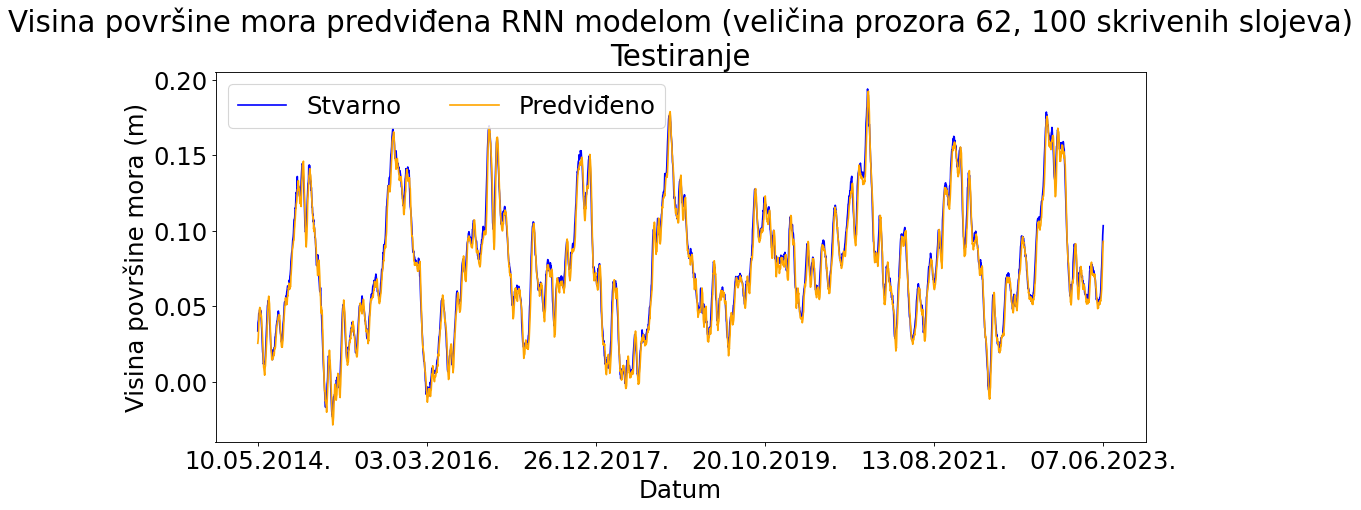 Visina površine mora predviđena RNN modelom (veličina prozora 62, 100 skrivenih slojeva)
Testiranje
Stvarno
Predviđeno
Visina površine mora (m)
0.20
0.15
0.10
0.05
0.00
10.05.2014.
03.03.2016.
26.12.2017.
20.10.2019.
13.08.2021.
07.06.2023.
Datum